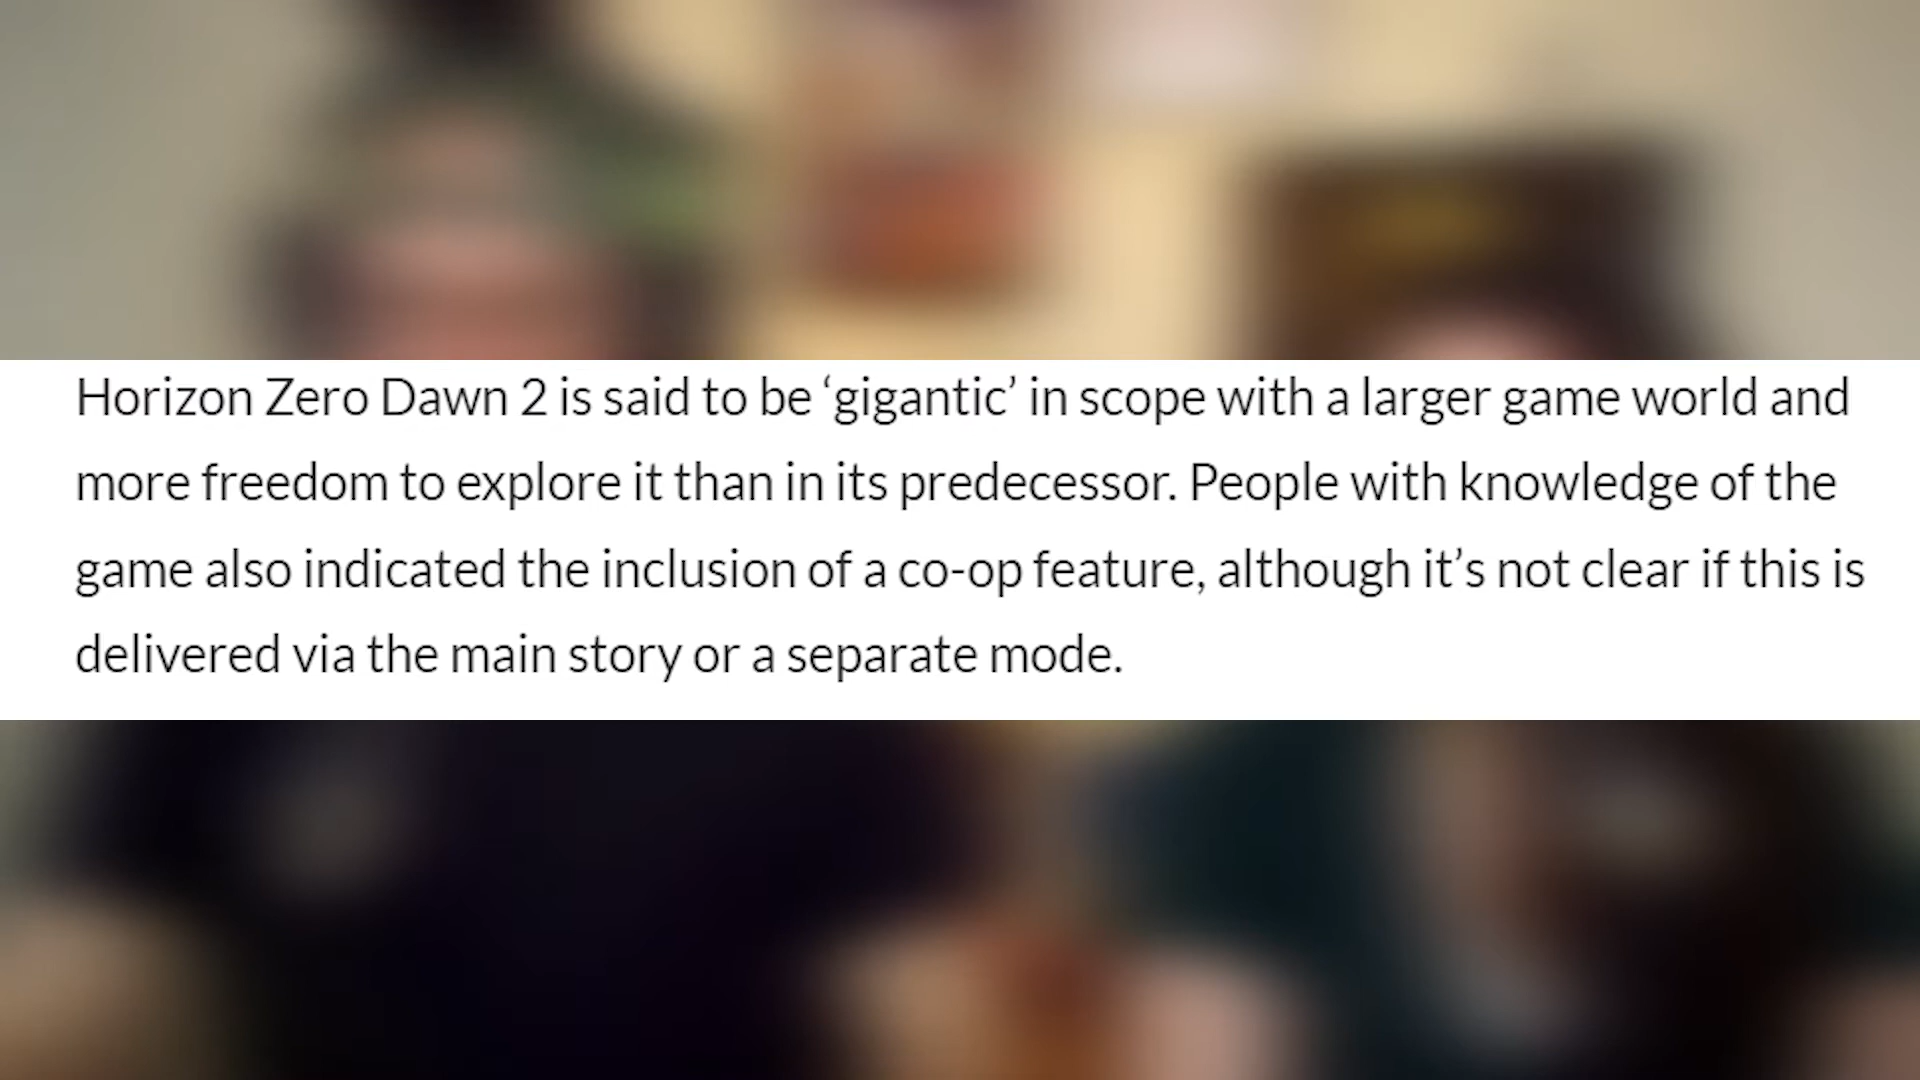 Horizon Zero Dawn 2 is said to be ‘gigantic’ in scope with a larger game world and
more freedom to explore it than in its predecessor. People with knowledge of the
game also indicated the inclusion of a co-op feature, although it’s not clear if this is
delivered via the main story or a separate mode.